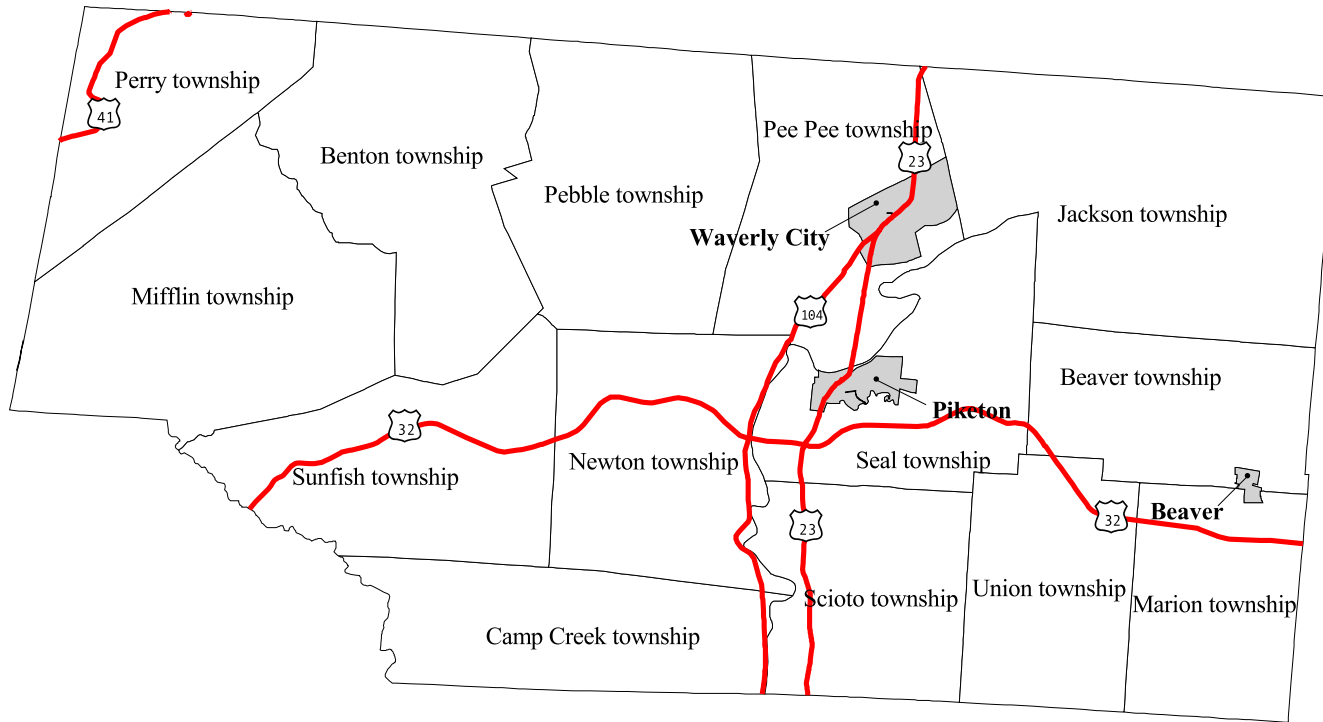 Perry township
41
Pee Pee township
Benton township
23
Pebble township
Jackson township
Waverly City
Mifflin township
104
Beaver township
Piketon
32
Newton township
Seal township
Sunfish township
Beaver
32
23
Union township
Scioto township
Marion township
Camp Creek township